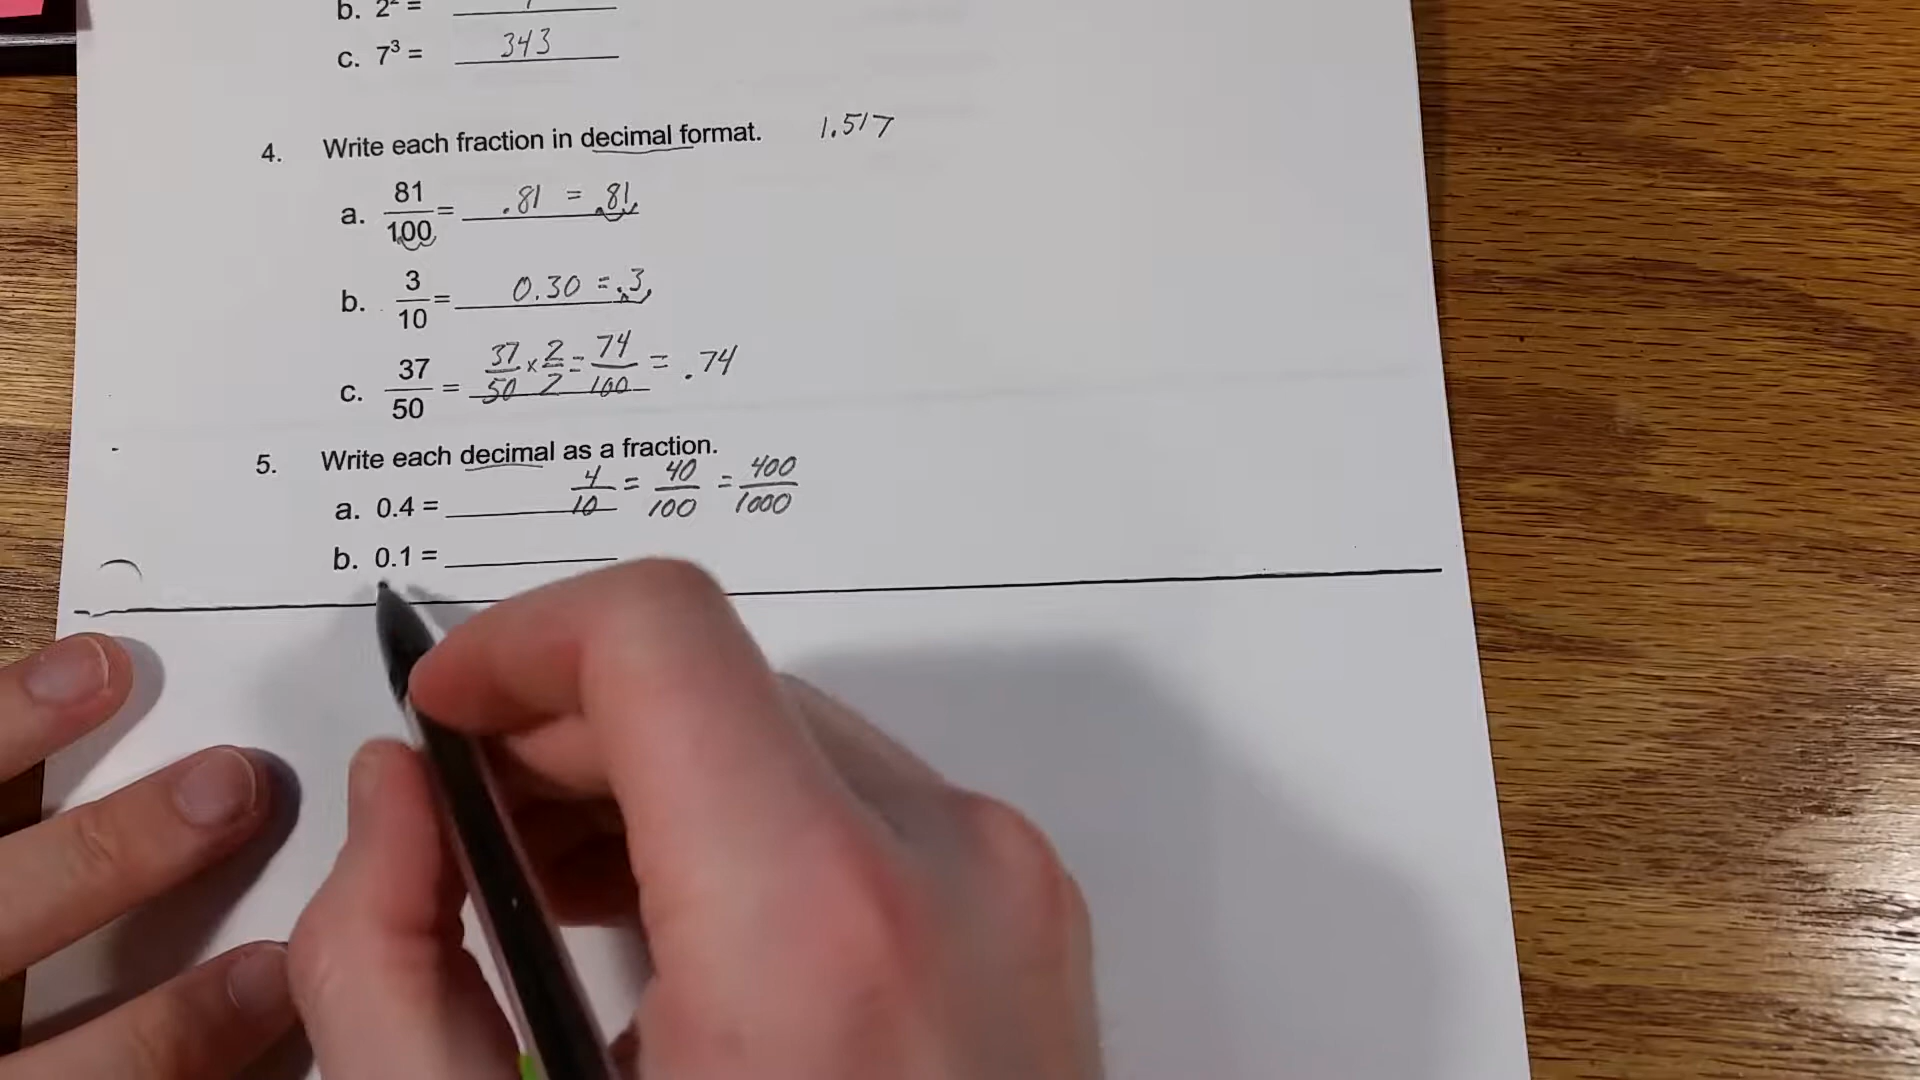 b. 2² =
c. 7³ = 343
4. Write each fraction in decimal format. 1.517
a. 81/100 = .81 = .81
b. 3/10 = 0.30 = .3
c. 37/50 = 37/50 × 2/2 = 74/100 = .74
5. Write each decimal as a fraction.
a. 0.4 = 4/10 = 40/100 = 400/1000
b. 0.1 =